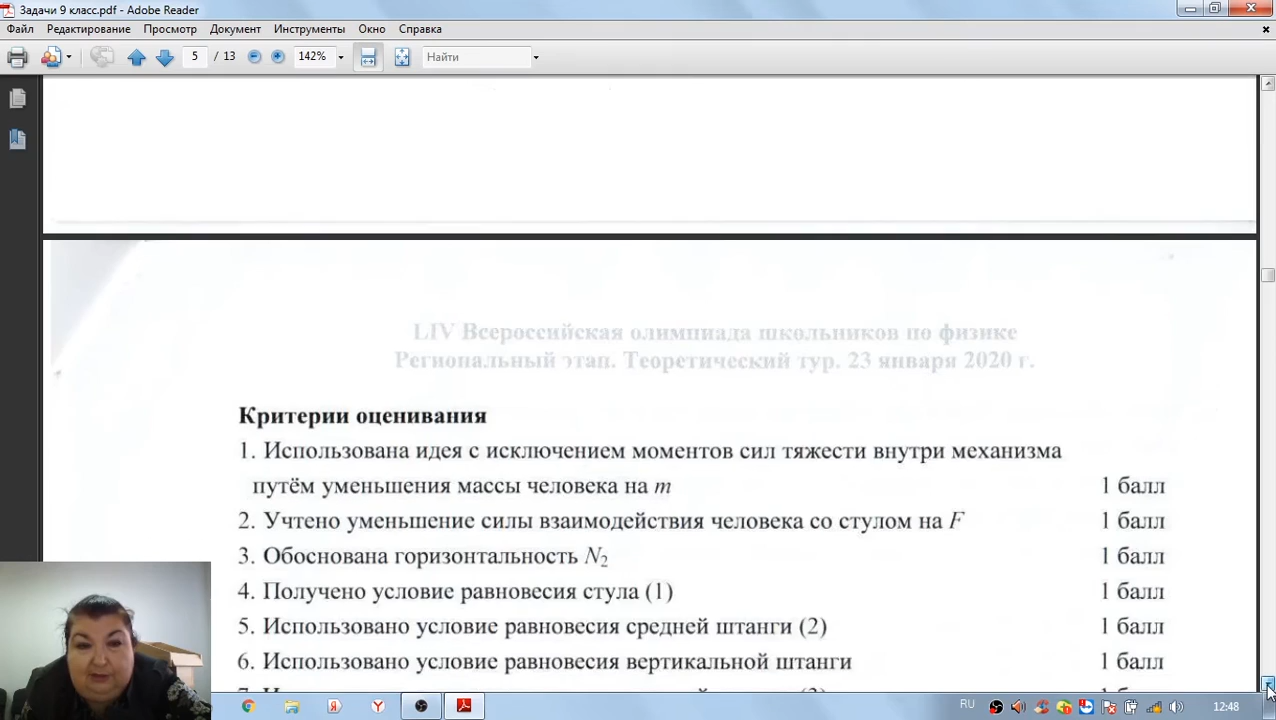 Задачи 9 класс.pdf - Adobe Reader
Файл Редактирование Просмотр Документ Инструменты Окно Справка
5 / 13 142% Найти
LIV Всероссийская олимпиада школьников по физике
Региональный этап. Теоретический тур. 23 января 2020 г.
Критерии оценивания
1. Использована идея с исключением моментов сил тяжести внутри механизма
путём уменьшения массы человека на m 1 балл
2. Учтено уменьшение силы взаимодействия человека со стулом на F 1 балл
3. Обоснована горизонтальность N₂ 1 балл
4. Получено условие равновесия стула (1) 1 балл
5. Использовано условие равновесия средней штанги (2) 1 балл
6. Использовано условие равновесия вертикальной штанги 1 балл
RU 12:48